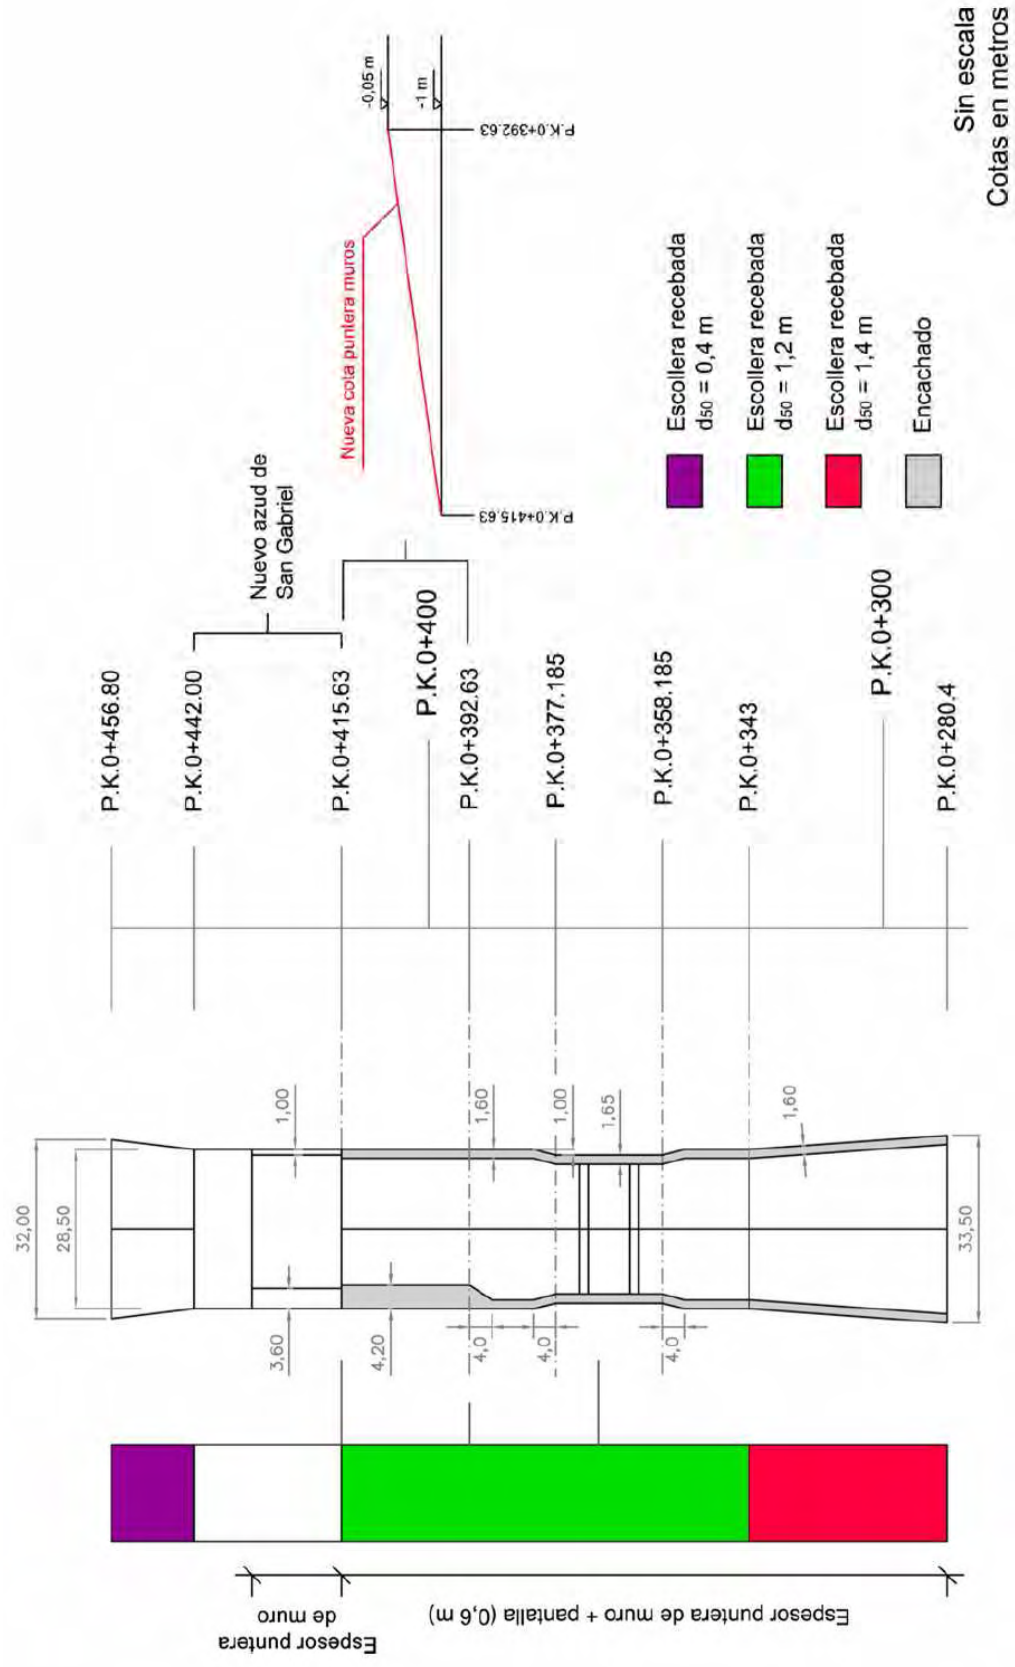 Sin escala
Cotas en metros
-0,05 m
-1 m
P.K.0+392.63
P.K.0+415.63
Nueva cota puntera muros
Nuevo azud de
San Gabriel
P.K.0+456.80
P.K.0+442.00
P.K.0+415.63
P.K.0+400
P.K.0+392.63
P.K.0+377.185
P.K.0+358.185
P.K.0+343
P.K.0+300
P.K.0+280.4
Escollera recebada
d50 = 0,4 m
Escollera recebada
d50 = 1,2 m
Escollera recebada
d50 = 1,4 m
Encachado
32,00
28,50
1,00
1,60
1,00
1,65
1,60
33,50
3,60
4,20
4,0
4,0
4,0
Espesor puntera
de muro
Espesor puntera de muro + pantalla (0,6 m)